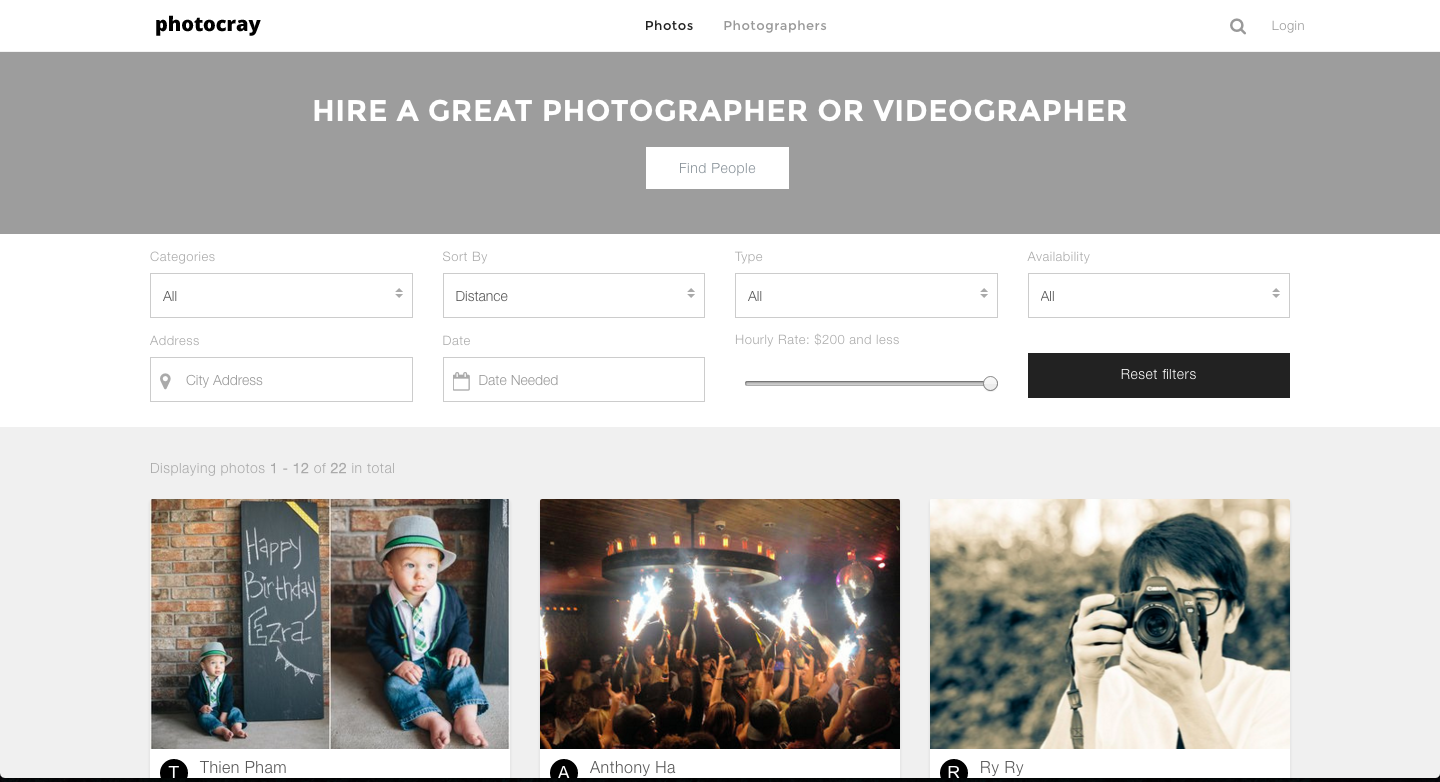 photocray
Photos
Photographers
Login
HIRE A GREAT PHOTOGRAPHER OR VIDEOGRAPHER
Find People
Categories
Sort By
Type
Availability
All
Distance
All
All
Address
Date
Hourly Rate: $200 and less
City Address
Date Needed
Reset filters
Displaying photos 1 - 12 of 22 in total
Happy
Birthday
Ezra
Canon
T
Thien Pham
A
Anthony Ha
R
Ry Ry